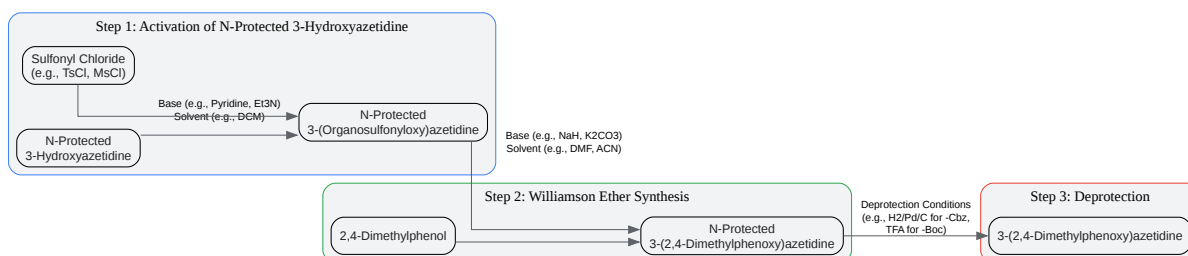 Step 1: Activation of N-Protected 3-Hydroxyazetidine
Sulfonyl Chloride
(e.g., TsCl, MsCl)
Base (e.g., Pyridine, Et3N)
Solvent (e.g., DCM)
N-Protected
3-Hydroxyazetidine
N-Protected
3-(Organosulfonyloxy)azetidine
Base (e.g., NaH, K2CO3)
Solvent (e.g., DMF, ACN)
Step 2: Williamson Ether Synthesis
2,4-Dimethylphenol
N-Protected
3-(2,4-Dimethylphenoxy)azetidine
Deprotection Conditions
(e.g., H2/Pd/C for -Cbz,
TFA for -Boc)
Step 3: Deprotection
3-(2,4-Dimethylphenoxy)azetidine